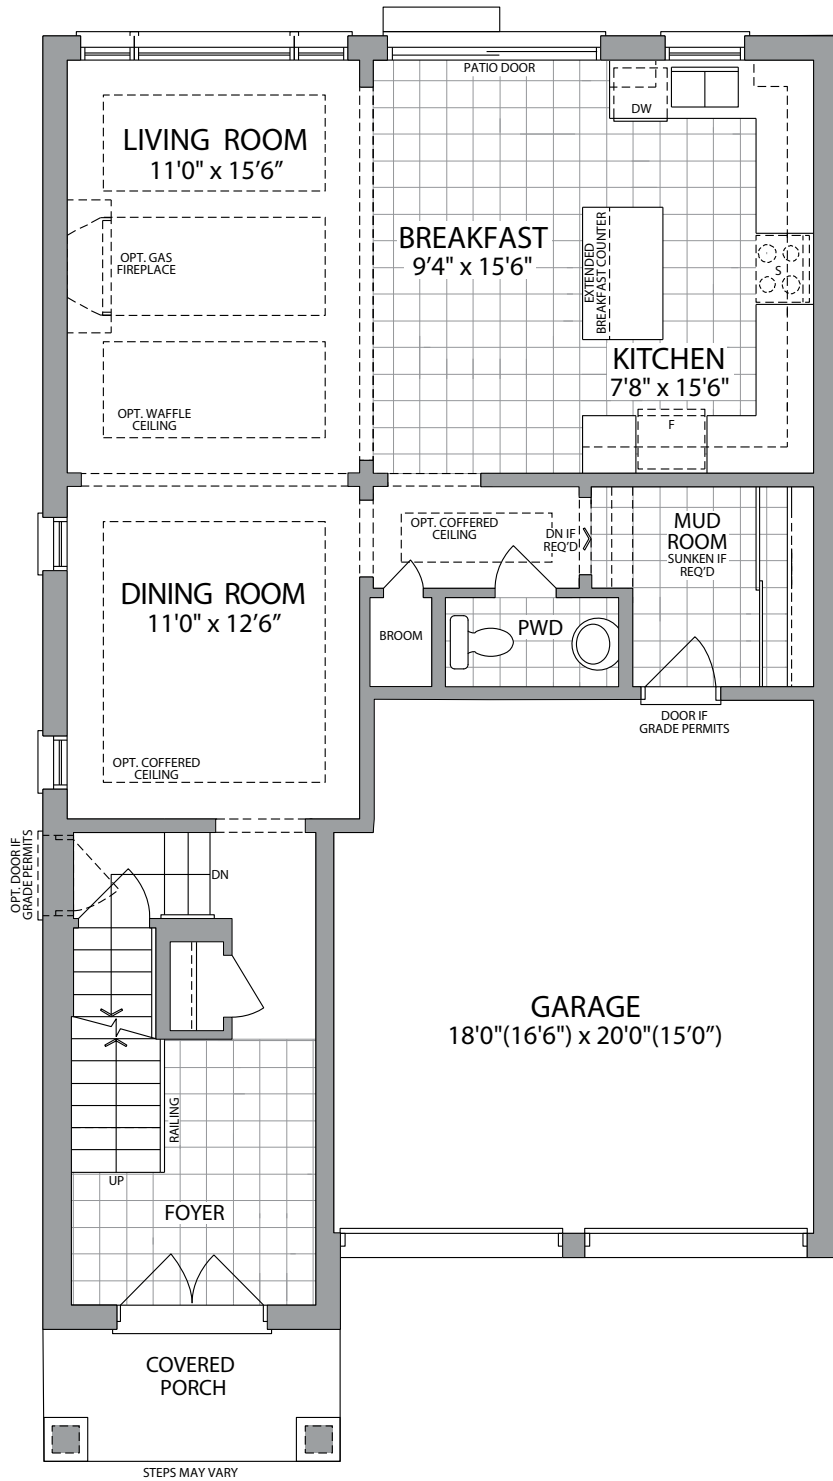 PATIO DOOR
DW
LIVING ROOM
11'0" x 15’6”
BREAKFAST
9’4" x 15'6"
EXTENDED
BREAKFAST COUNTER
OPT. GAS
FIREPLACE
S
KITCHEN
7'8" x 15'6"
OPT. WAFFLE
CEILING
F
OPT. COFFERED
CEILING
DN IF
REQ'D
MUD
ROOM
SUNKEN IF
REQ'D
DINING ROOM
11'0" x 12’6”
BROOM
PWD
DOOR IF
GRADE PERMITS
OPT. COFFERED
CEILING
OPT. DOOR IF
GRADE PERMITS
DN
GARAGE
18'0"(16'6") x 20'0"(15’0”)
RAILING
UP
FOYER
COVERED
PORCH
STEPS MAY VARY